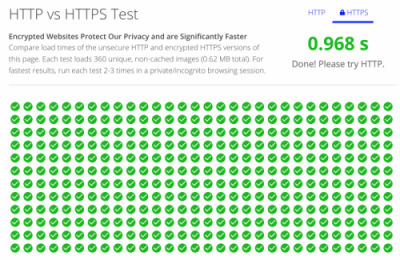 HTTP vs HTTPS Test
HTTP
HTTPS
Encrypted Websites Protect Our Privacy and are Significantly Faster
Compare load times of the unsecure HTTP and encrypted HTTPS versions of
this page. Each test loads 360 unique, non-cached images (0.62 MB total). For
fastest results, run each test 2-3 times in a private/incognito browsing session.
0.968 s
Done! Please try HTTP.